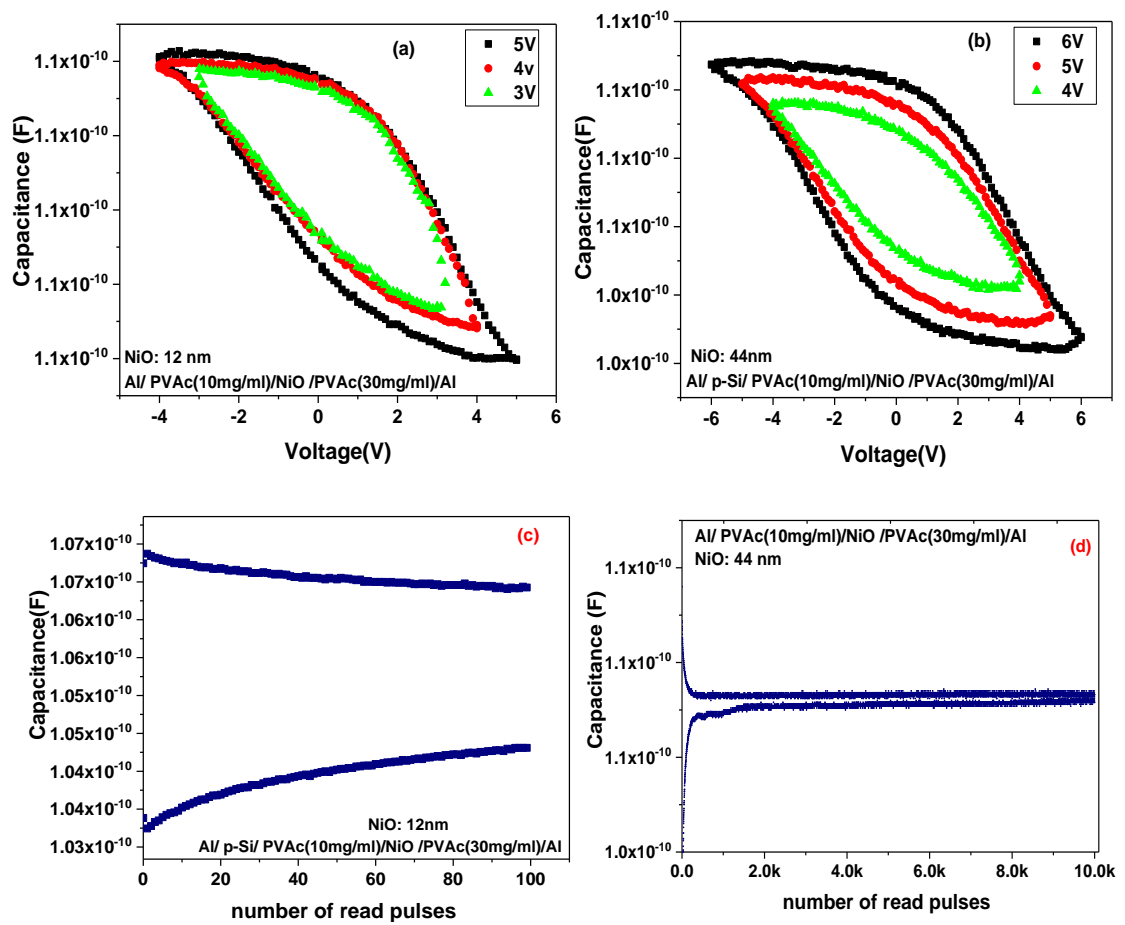 (a)
5V
4v
3V
1.1x10⁻¹⁰
1.1x10⁻¹⁰
1.1x10⁻¹⁰
1.1x10⁻¹⁰
1.1x10⁻¹⁰
Capacitance (F)
NiO: 12 nm
Al/ PVAc(10mg/ml)/NiO /PVAc(30mg/ml)/Al
-4 -2 0 2 4 6
Voltage(V)
(b)
6V
5V
4V
1.1x10⁻¹⁰
1.1x10⁻¹⁰
1.1x10⁻¹⁰
1.1x10⁻¹⁰
1.0x10⁻¹⁰
1.0x10⁻¹⁰
Capacitance(F)
NiO: 44nm
Al/ p-Si/ PVAc(10mg/ml)/NiO /PVAc(30mg/ml)/Al
-6 -4 -2 0 2 4 6
Voltage(V)
(c)
1.07x10⁻¹⁰
1.07x10⁻¹⁰
1.06x10⁻¹⁰
1.06x10⁻¹⁰
1.05x10⁻¹⁰
1.05x10⁻¹⁰
1.04x10⁻¹⁰
1.04x10⁻¹⁰
1.03x10⁻¹⁰
Capacitance(F)
NiO: 12nm
Al/ p-Si/ PVAc(10mg/ml)/NiO /PVAc(30mg/ml)/Al
0 20 40 60 80 100
number of read pulses
Al/ PVAc(10mg/ml)/NiO /PVAc(30mg/ml)/Al
NiO: 44 nm
(d)
1.1x10⁻¹⁰
1.1x10⁻¹⁰
1.1x10⁻¹⁰
1.0x10⁻¹⁰
Capacitance (F)
0.0 2.0k 4.0k 6.0k 8.0k 10.0k
number of read pulses